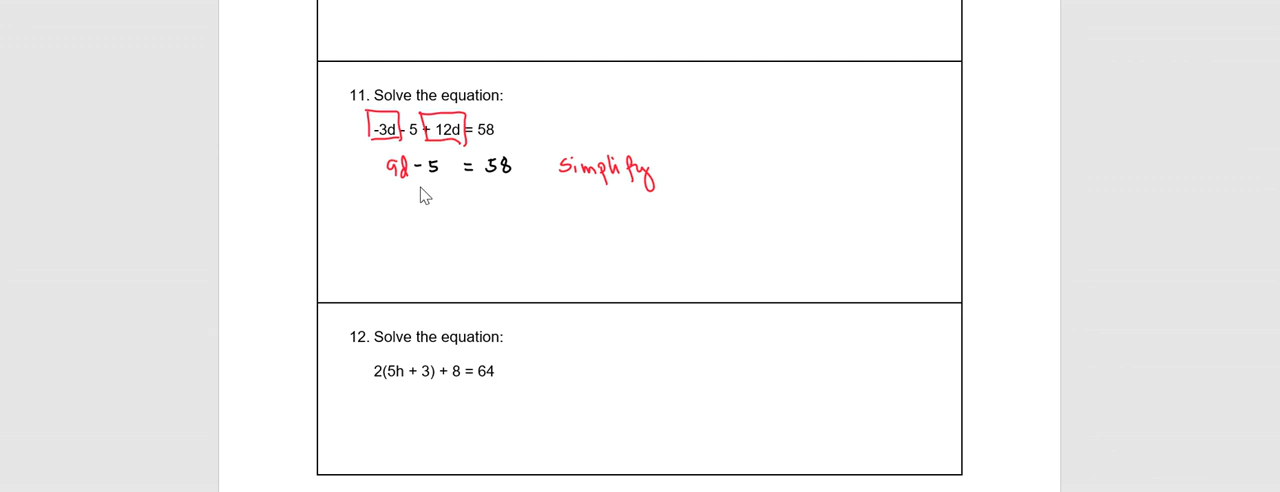 11. Solve the equation:
-3d - 5 + 12d = 58
9d - 5 = 58 Simplify
12. Solve the equation:
2(5h + 3) + 8 = 64